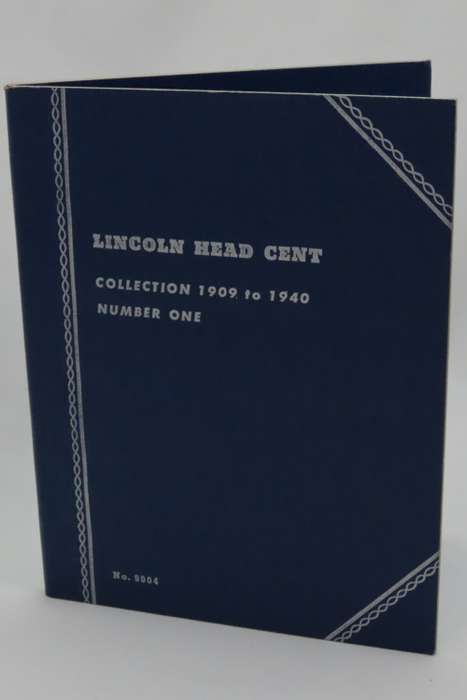 LINCOLN HEAD CENT
COLLECTION 1909 to 1940
NUMBER ONE
No. 9004